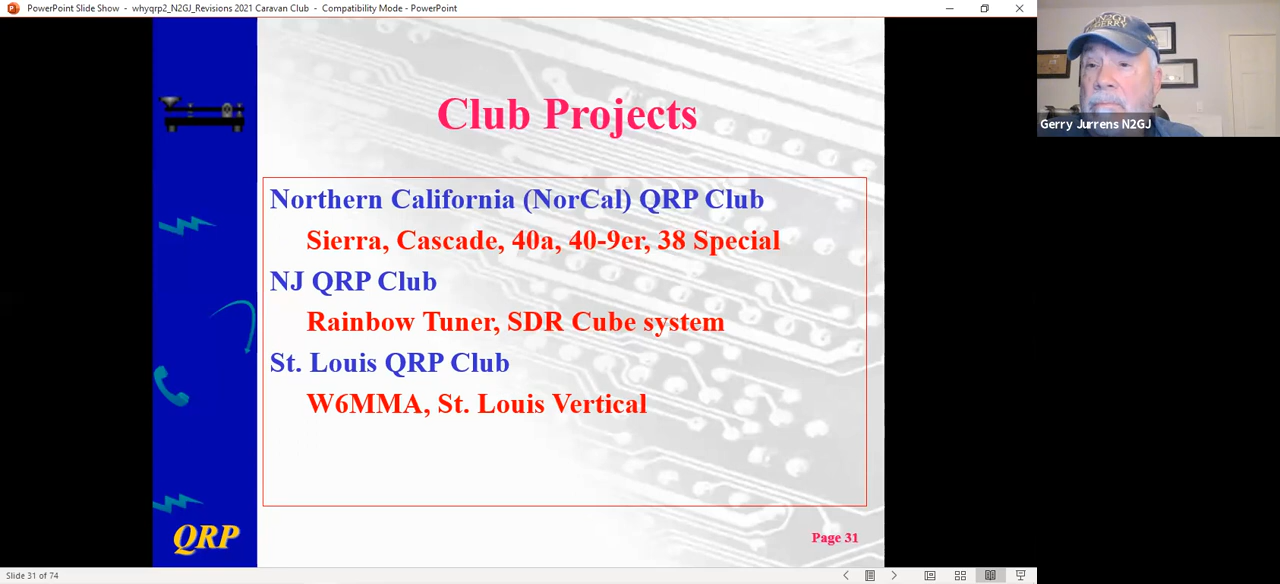 PowerPoint Slide Show - whyqrp2_N2GJ_Revisions 2021 Caravan Club - Compatibility Mode - PowerPoint
Club Projects
Northern California (NorCal) QRP Club
Sierra, Cascade, 40a, 40-9er, 38 Special
NJ QRP Club
Rainbow Tuner, SDR Cube system
St. Louis QRP Club
W6MMA, St. Louis Vertical
QRP
Page 31
Slide 31 of 74
N2GJ
GERRY
Gerry Jurrens N2GJ